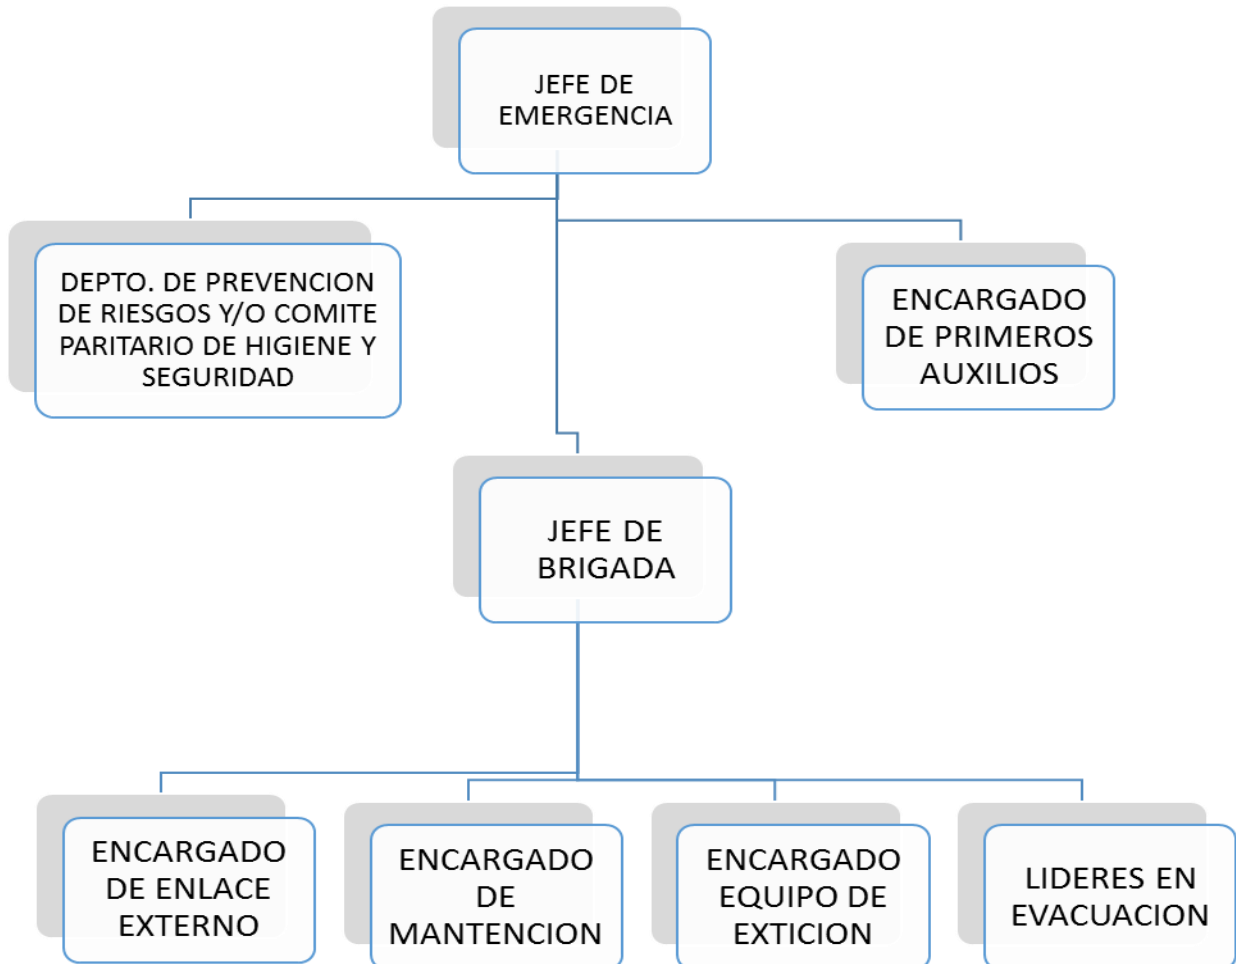 JEFE DE
EMERGENCIA
DEPTO. DE PREVENCION
DE RIESGOS Y/O COMITE
PARITARIO DE HIGIENE Y
SEGURIDAD
ENCARGADO
DE PRIMEROS
AUXILIOS
JEFE DE
BRIGADA
ENCARGADO
DE ENLACE
EXTERNO
ENCARGADO
DE
MANTENCION
ENCARGADO
EQUIPO DE
EXTICION
LIDERES EN
EVACUACION